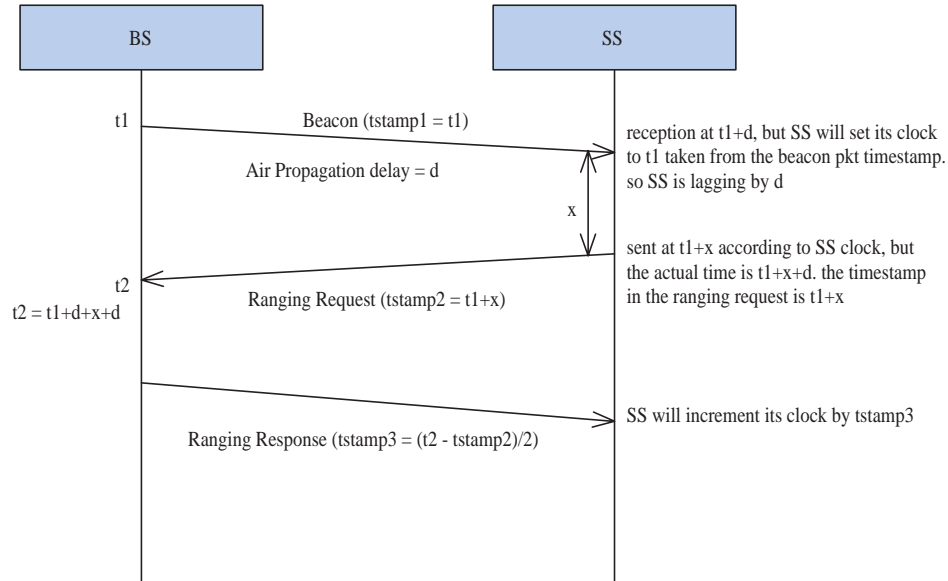 BS
SS
t1
Beacon (tstamp1 = t1)
Air Propagation delay = d
reception at t1+d, but SS will set its clock
to t1 taken from the beacon pkt timestamp.
so SS is lagging by d
x
sent at t1+x according to SS clock, but
the actual time is t1+x+d. the timestamp
in the ranging request is t1+x
t2
t2 = t1+d+x+d
Ranging Request (tstamp2 = t1+x)
SS will increment its clock by tstamp3
Ranging Response (tstamp3 = (t2 - tstamp2)/2)